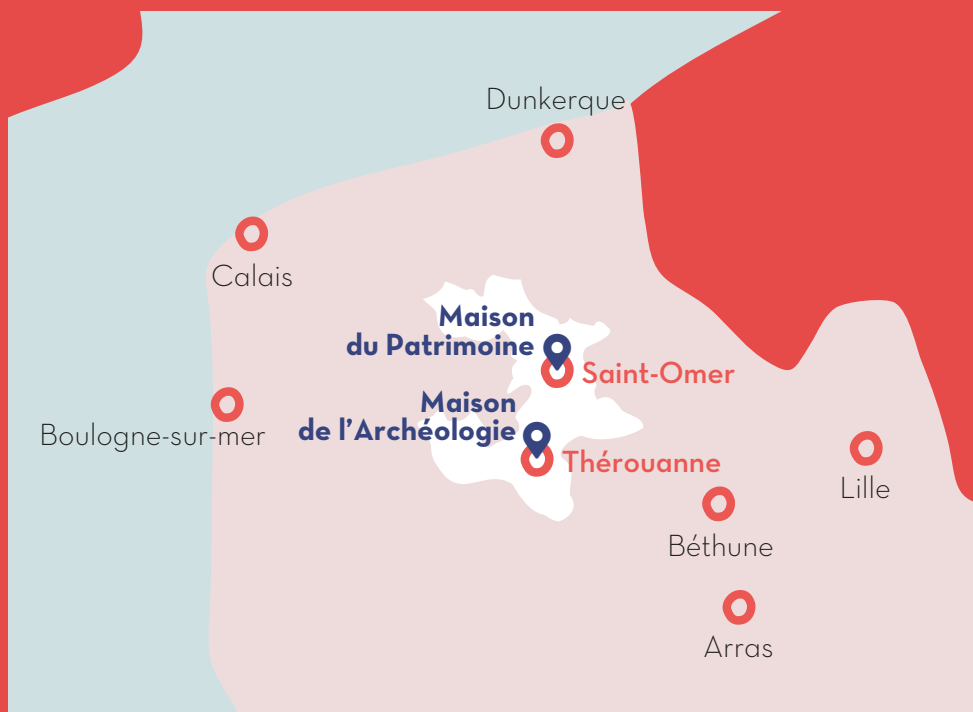 Dunkerque
Calais
Maison
du Patrimoine
Saint-Omer
Maison
de l'Archéologie
Boulogne-sur-mer
Thérouanne
Lille
Béthune
Arras